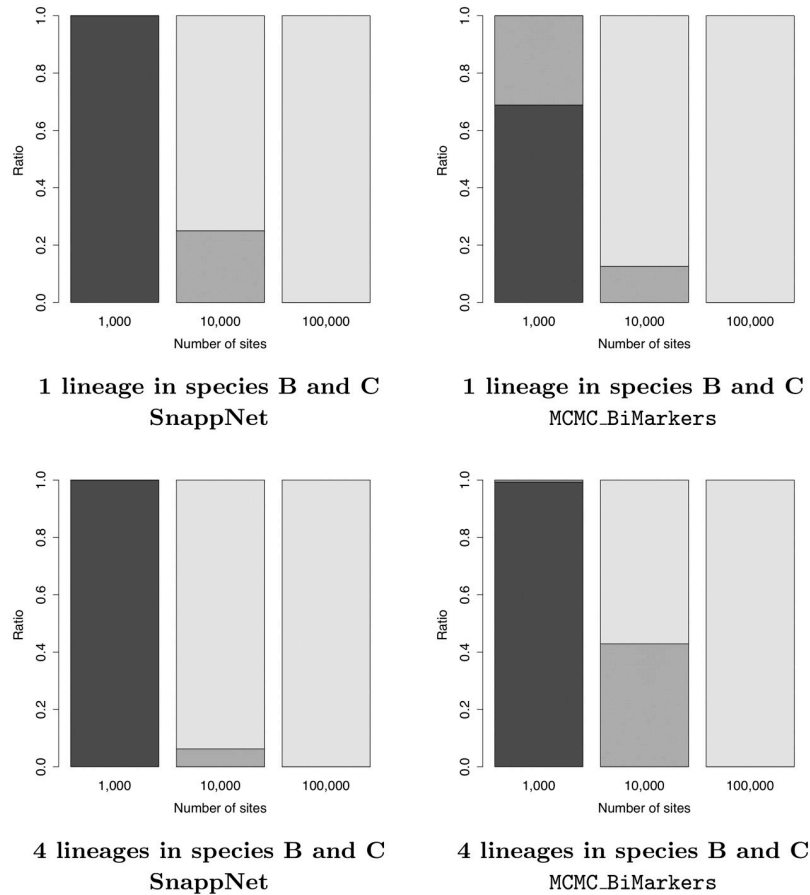 1.0
0.8
0.6
0.4
0.2
0.0
Ratio
1,000 10,000 100,000
Number of sites
1 lineage in species B and C
SnappNet
1.0
0.8
0.6
0.4
0.2
0.0
Ratio
1,000 10,000 100,000
Number of sites
1 lineage in species B and C
MCMC_BiMarkers
1.0
0.8
0.6
0.4
0.2
0.0
Ratio
1,000 10,000 100,000
Number of sites
4 lineages in species B and C
SnappNet
1.0
0.8
0.6
0.4
0.2
0.0
Ratio
1,000 10,000 100,000
Number of sites
4 lineages in species B and C
MCMC_BiMarkers